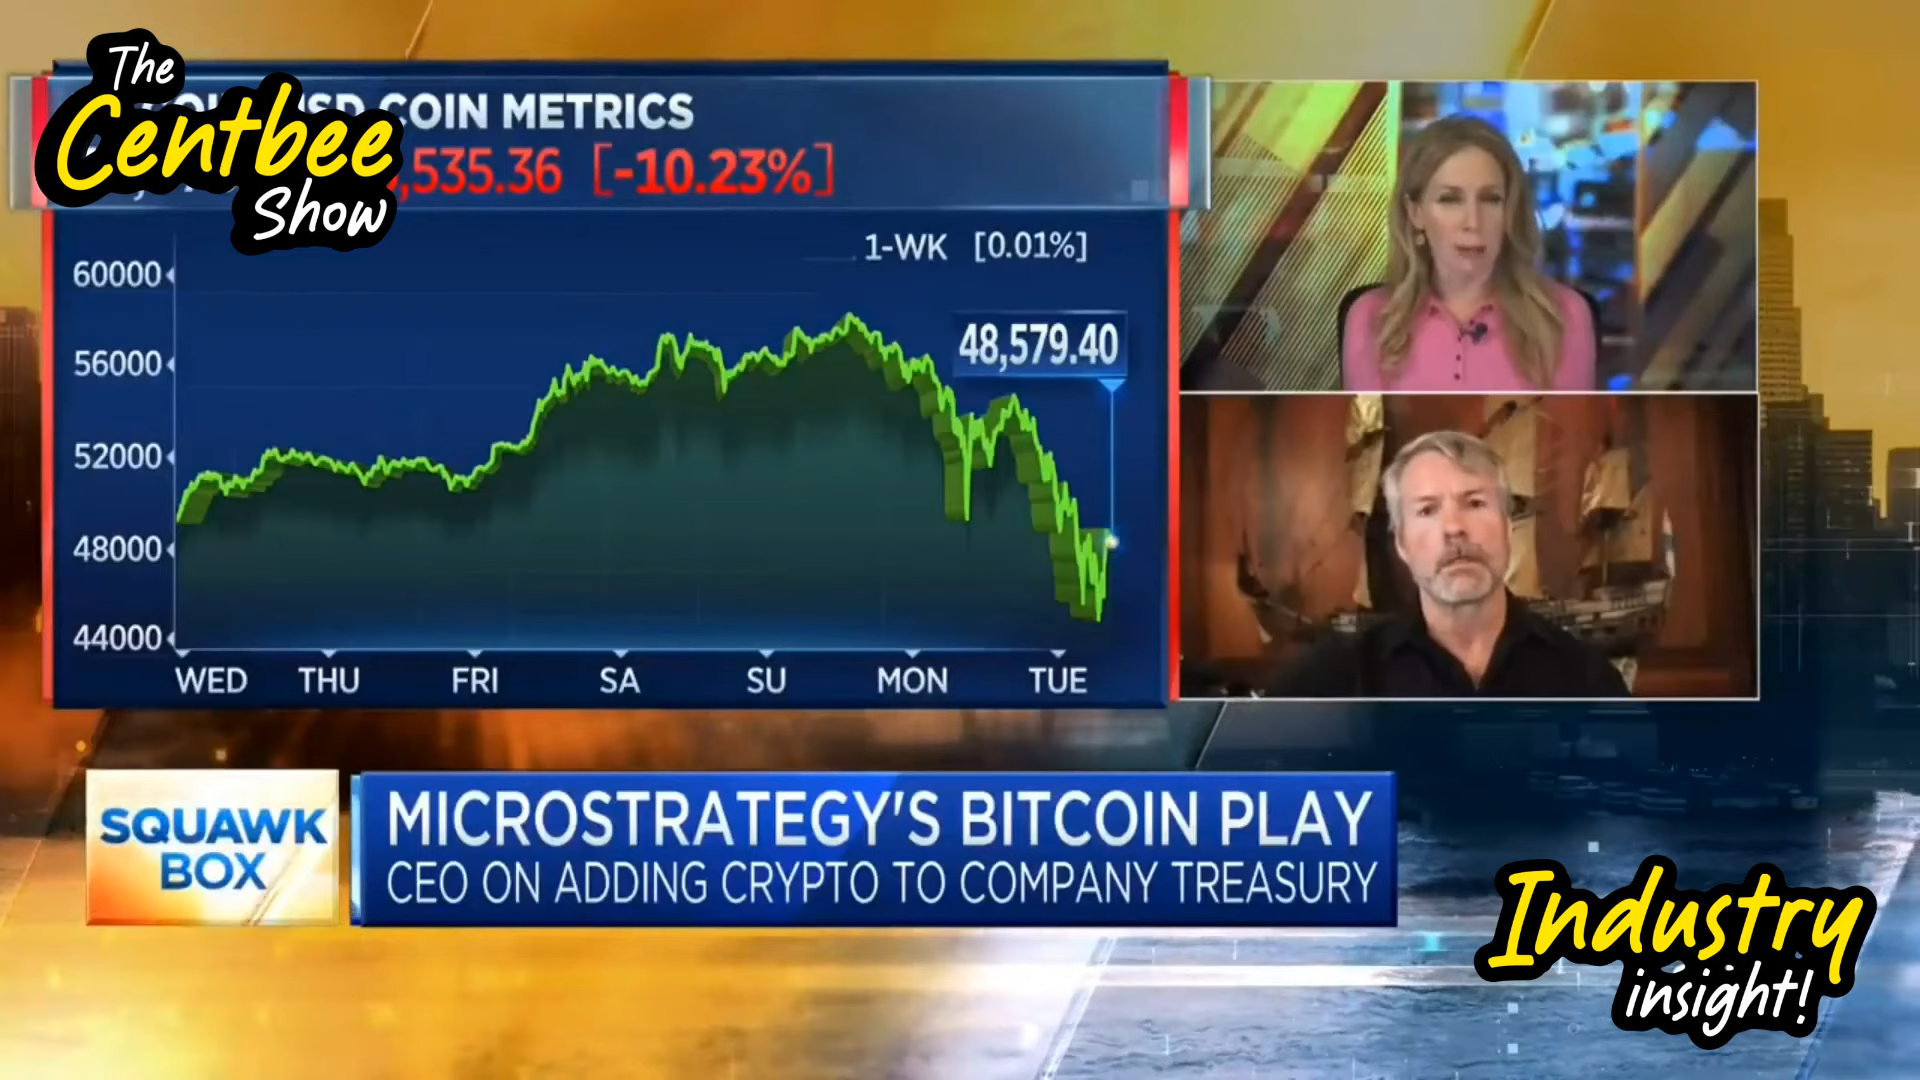 The
Centbee
Show
COIN METRICS
,535.36 [-10.23%]
1-WK [0.01%]
60000
56000
52000
48000
44000
48,579.40
WED THU FRI SA SU MON TUE
SQUAWK
BOX
MICROSTRATEGY'S BITCOIN PLAY
CEO ON ADDING CRYPTO TO COMPANY TREASURY
Industry
insight!